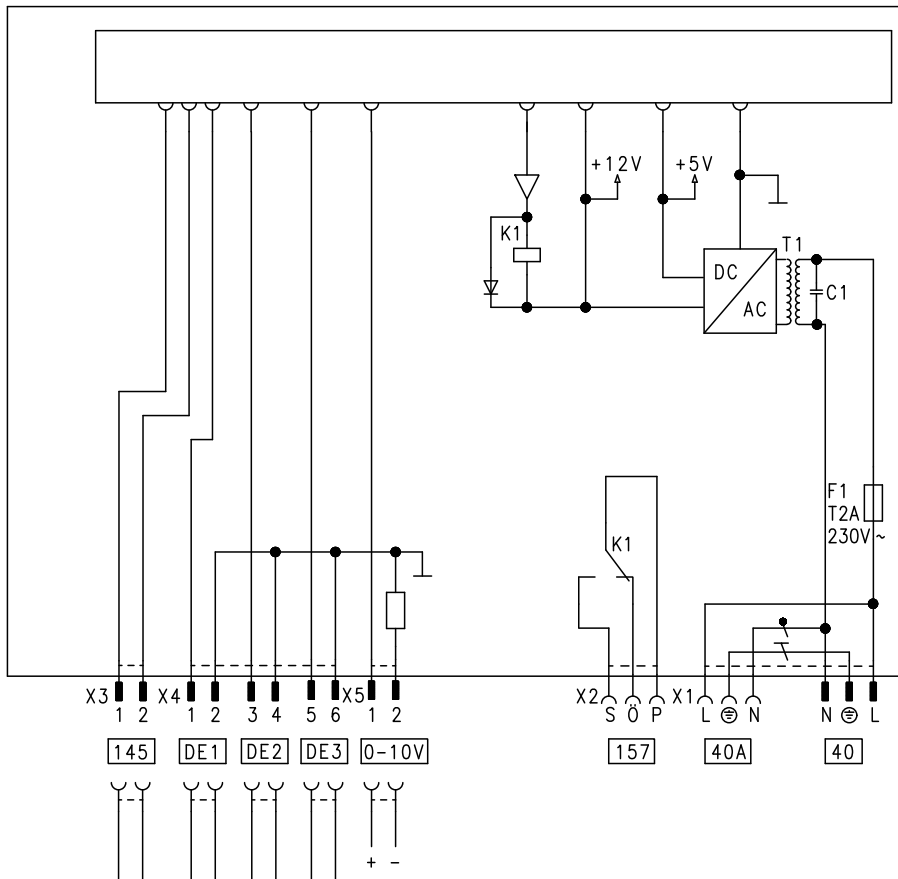 +12V
+5V
K1
T1
DC
AC
C1
F1
T2A
230V ~
K1
X3
X4
X5
X2
X1
1 2
1 2 3 4 5 6
1 2
S Ö P
L N
N L
145
DE1
DE2
DE3
0-10V
157
40A
40
+ -